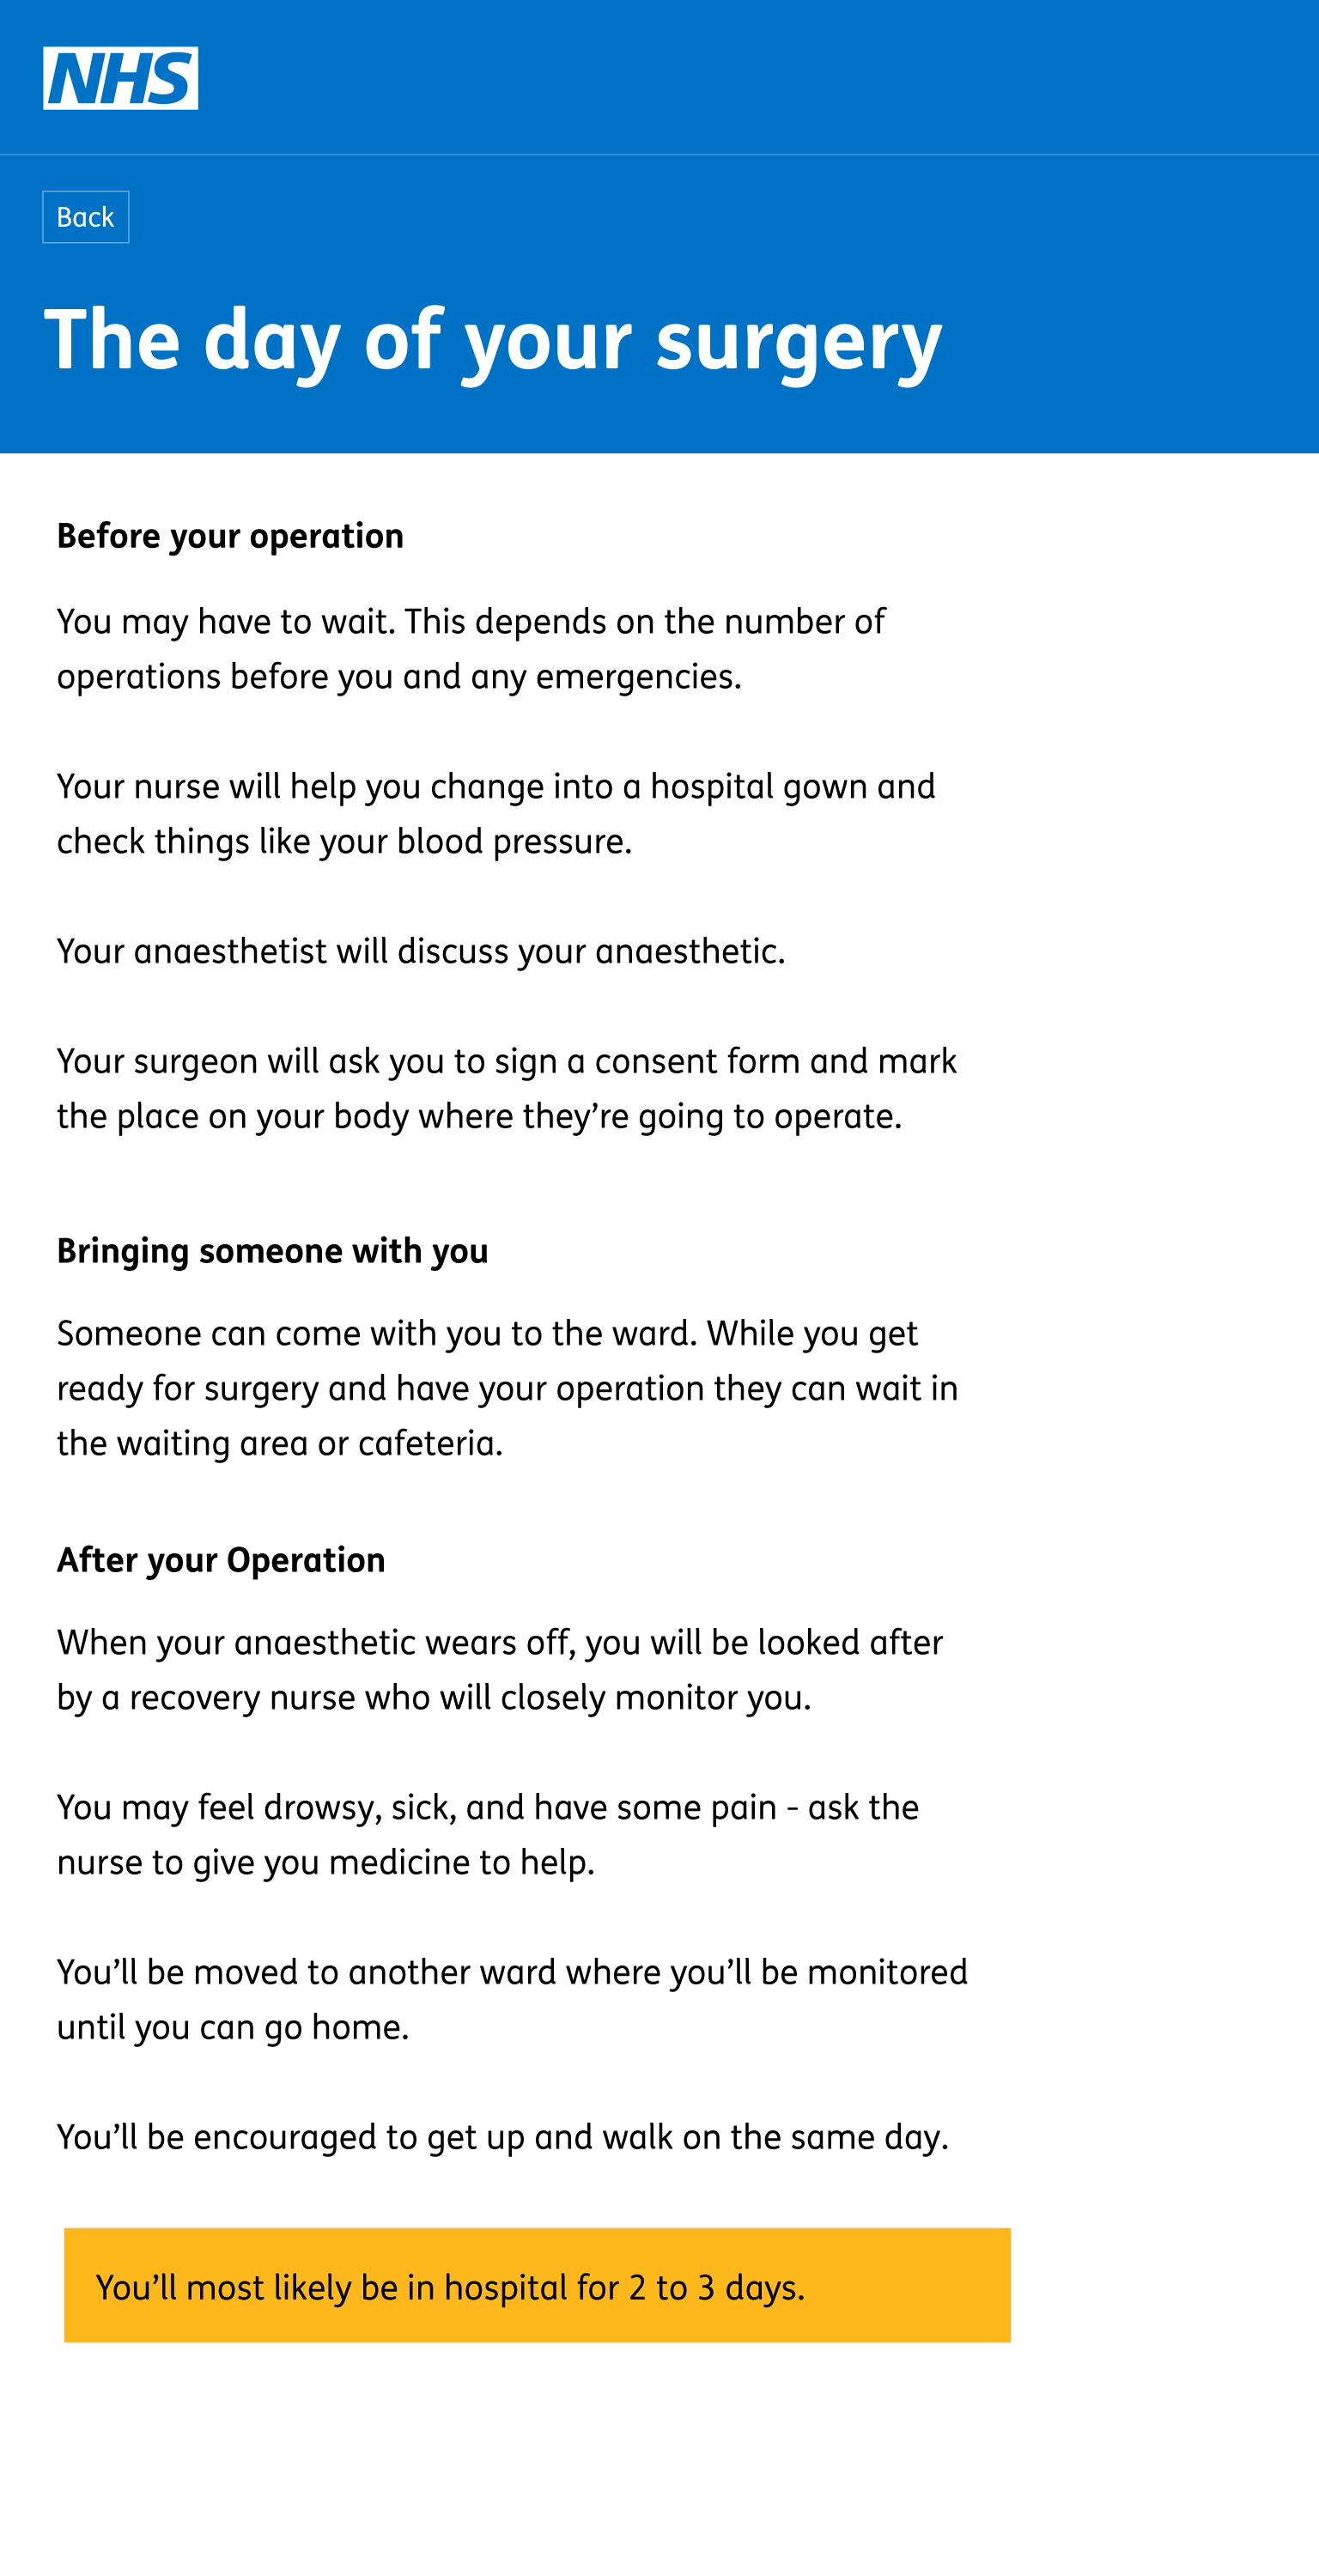 NHS
Back
The day of your surgery
Before your operation
You may have to wait. This depends on the number of
operations before you and any emergencies.
Your nurse will help you change into a hospital gown and
check things like your blood pressure.
Your anaesthetist will discuss your anaesthetic.
Your surgeon will ask you to sign a consent form and mark
the place on your body where they’re going to operate.
Bringing someone with you
Someone can come with you to the ward. While you get
ready for surgery and have your operation they can wait in
the waiting area or cafeteria.
After your Operation
When your anaesthetic wears off, you will be looked after
by a recovery nurse who will closely monitor you.
You may feel drowsy, sick, and have some pain - ask the
nurse to give you medicine to help.
You’ll be moved to another ward where you’ll be monitored
until you can go home.
You’ll be encouraged to get up and walk on the same day.
You’ll most likely be in hospital for 2 to 3 days.